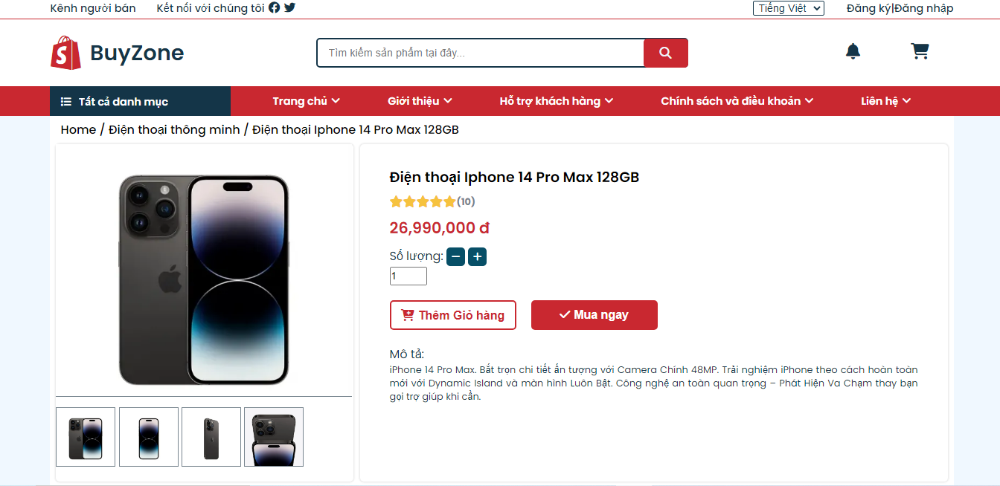 Kênh người bán Kết nối với chúng tôi Tiếng Việt Đăng ký|Đăng nhập
S BuyZone Tìm kiếm sản phẩm tại đây...
Tất cả danh mục Trang chủ Giới thiệu Hỗ trợ khách hàng Chính sách và điều khoản Liên hệ
Home / Điện thoại thông minh / Điện thoại Iphone 14 Pro Max 128GB
Điện thoại Iphone 14 Pro Max 128GB
(10)
26,990,000 đ
Số lượng:
1
Thêm Giỏ hàng Mua ngay
Mô tả:
iPhone 14 Pro Max. Bắt trọn chi tiết ấn tượng với Camera Chính 48MP. Trải nghiệm iPhone theo cách hoàn toàn
mới với Dynamic Island và màn hình Luôn Bật. Công nghệ an toàn quan trọng – Phát Hiện Va Chạm thay bạn
gọi trợ giúp khi cần.